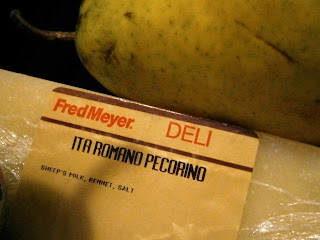 FredMeyer. DELI
ITA ROMANO PECORINO
SHEEP'S MILK, RENNET, SALT